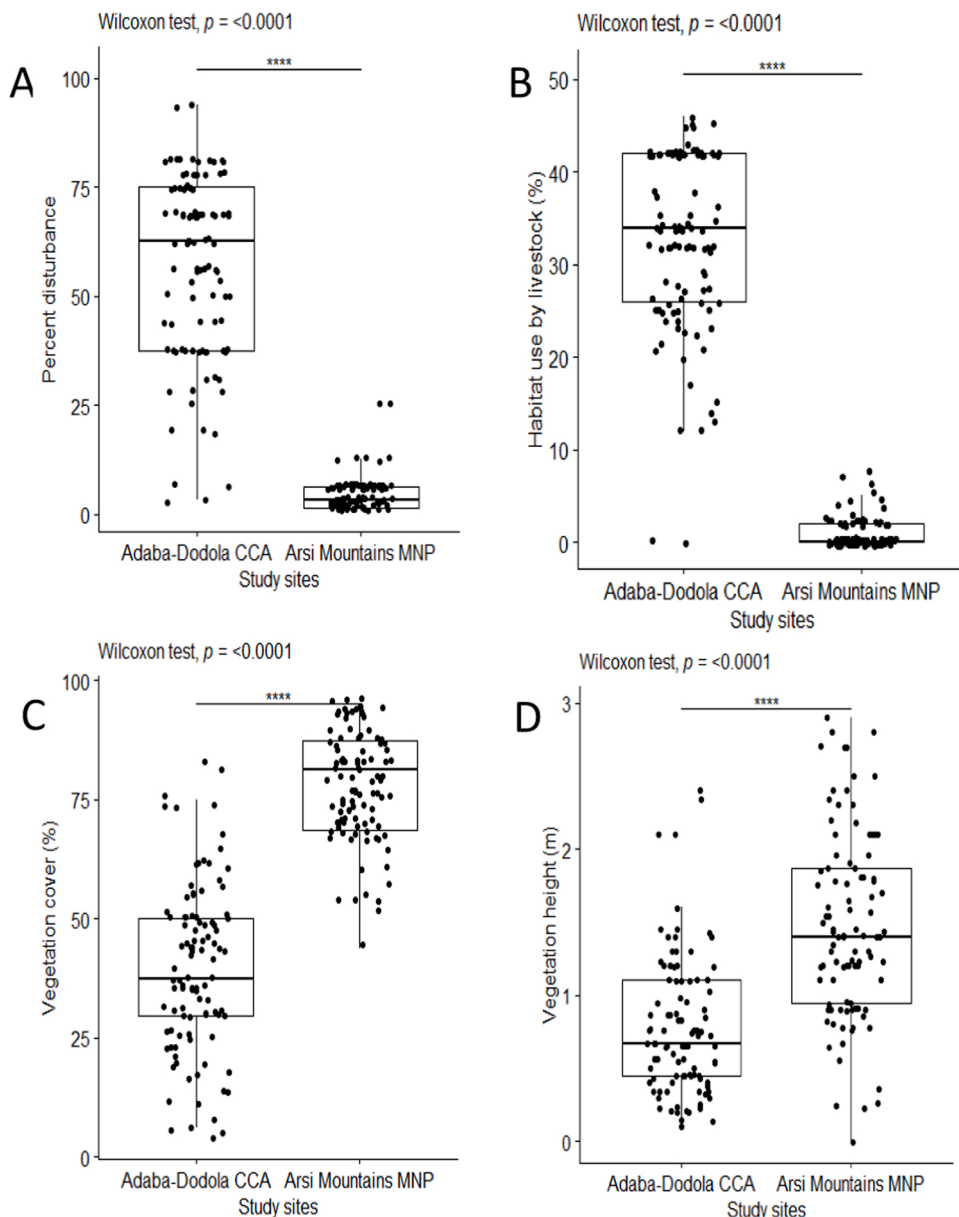 Wilcoxon test, p = <0.0001
A
****
100
75
50
25
0
Percent disturbance
Adaba-Dodola CCA Arsi Mountains MNP
Study sites
Wilcoxon test, p = <0.0001
B
****
50
40
30
20
10
0
Habitat use by livestock (%)
Adaba-Dodola CCA Arsi Mountains MNP
Study sites
Wilcoxon test, p = <0.0001
C
****
100
75
50
25
0
Vegetation cover (%)
Adaba-Dodola CCA Arsi Mountains MNP
Study sites
Wilcoxon test, p = <0.0001
D
****
3
2
1
0
Vegetation height (m)
Adaba-Dodola CCA Arsi Mountains MNP
Study sites